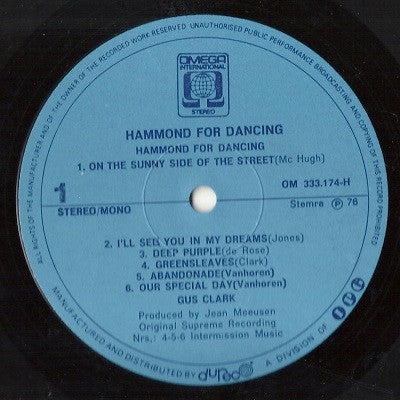 ALL RIGHTS OF THE MANUFACTURER AND OF THE OWNER OF THE RECORDED WORK RESERVED. UNAUTHORISED PUBLIC PERFORMANCE BROADCASTING AND COPYING OF THIS RECORD PROHIBITED
OMEGA
INTERNATIONAL
STEREO
HAMMOND FOR DANCING
HAMMOND FOR DANCING
1. ON THE SUNNY SIDE OF THE STREET(Mc Hugh)
1
OM 333.174-H
STEREO/MONO
Stemra ℗ 76
2. I'LL SEE YOU IN MY DREAMS(Jones)
3. DEEP PURPLE(de Rose)
4. GREENSLEAVES(Clark)
5. ABANDONADE(Vanhoren)
6. OUR SPECIAL DAY(Vanhoren)
GUS CLARK
Produced by Jean Meeusen
Original Supreme Recording
Nrs.: 4-5-6 Intermission Music
MANUFACTURED AND DISTRIBUTED BY dureco A DIVISION OF